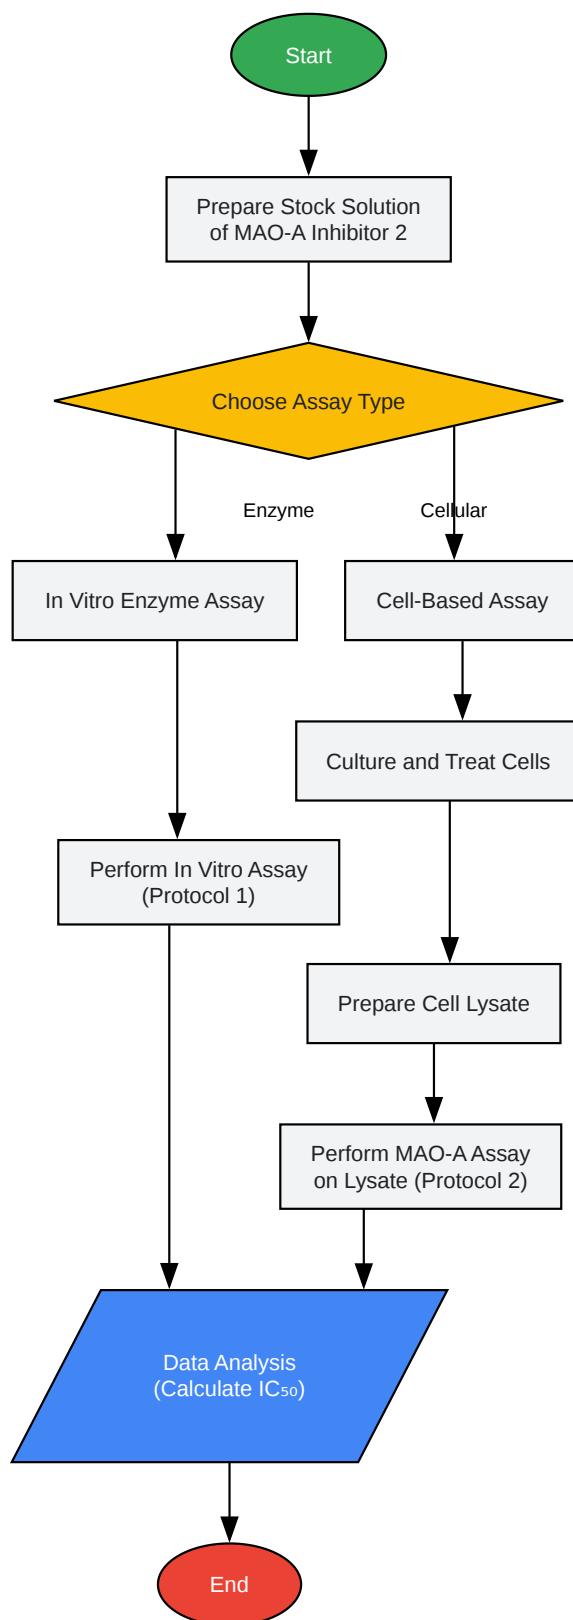 Start
Prepare Stock Solution
of MAO-A Inhibitor 2
Choose Assay Type
Enzyme
Cellular
In Vitro Enzyme Assay
Cell-Based Assay
Culture and Treat Cells
Perform In Vitro Assay
(Protocol 1)
Prepare Cell Lysate
Perform MAO-A Assay
on Lysate (Protocol 2)
Data Analysis
(Calculate IC₅₀)
End